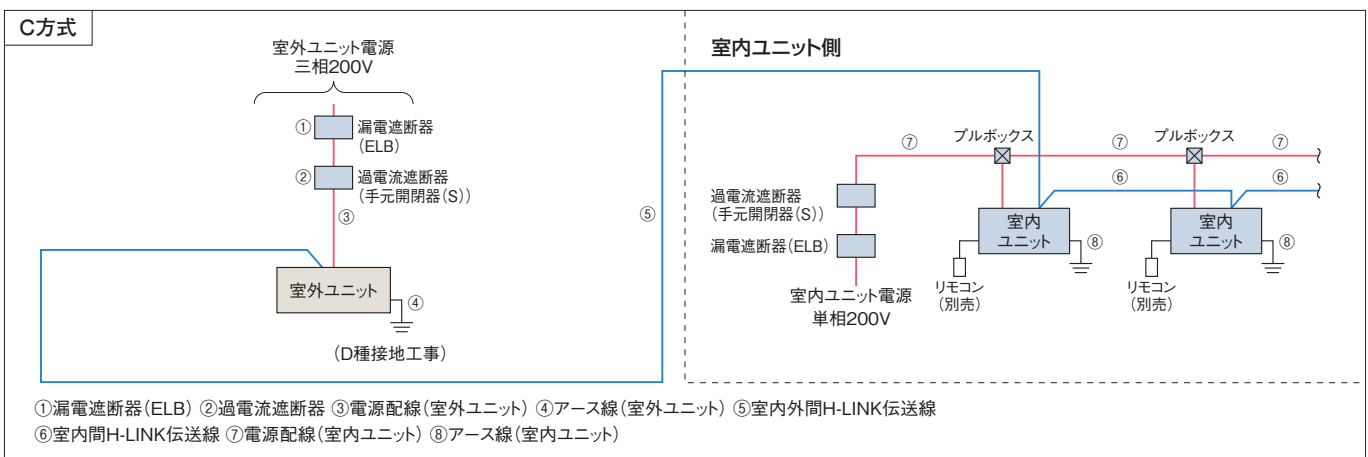 C方式
室外ユニット電源
三相200V
① 漏電遮断器
(ELB)
② 過電流遮断器
(手元開閉器(S))
③
室外ユニット
④
(D種接地工事)
⑤
室内ユニット側
⑦
プルボックス
⑦
プルボックス
⑦
過電流遮断器
(手元開閉器(S))
漏電遮断器(ELB)
室内ユニット電源
単相200V
⑥
⑥
室内
ユニット
⑧
リモコン
(別売)
室内
ユニット
⑧
リモコン
(別売)
①漏電遮断器(ELB) ②過電流遮断器 ③電源配線(室外ユニット) ④アース線(室外ユニット) ⑤室内外間H-LINK伝送線
⑥室内間H-LINK伝送線 ⑦電源配線(室内ユニット) ⑧アース線(室内ユニット)